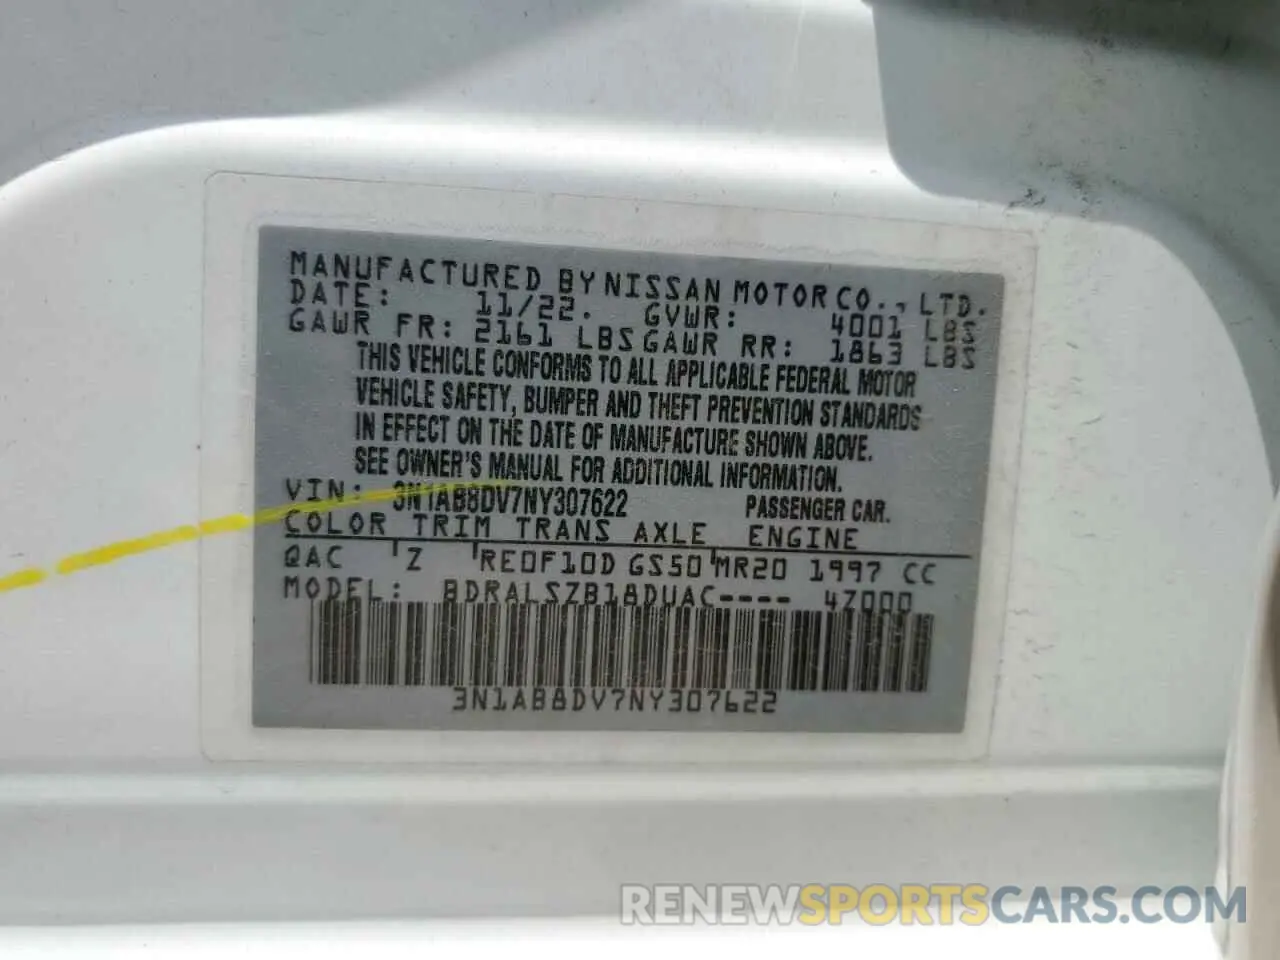 MANUFACTURED BY NISSAN MOTOR CO., LTD.
DATE: 11/22. GVWR: 4001 LBS
GAWR FR: 2161 LBS GAWR RR: 1863 LBS
THIS VEHICLE CONFORMS TO ALL APPLICABLE FEDERAL MOTOR
VEHICLE SAFETY, BUMPER AND THEFT PREVENTION STANDARDS
IN EFFECT ON THE DATE OF MANUFACTURE SHOWN ABOVE.
SEE OWNER'S MANUAL FOR ADDITIONAL INFORMATION.
VIN: 3N1AB8DV7NY307622 PASSENGER CAR.
COLOR TRIM TRANS AXLE ENGINE
QAC Z RE0F10D GS50 MR20 1997 CC
MODEL: BDRALSZB18DUAC---- 4Z000
3N1AB8DV7NY307622
RENEWSPORTSCARS.COM